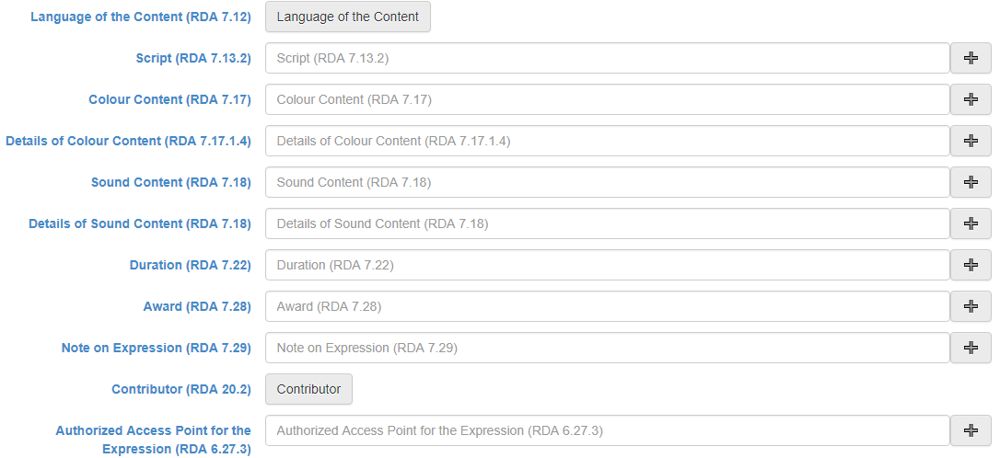 Language of the Content (RDA 7.12) Language of the Content
Script (RDA 7.13.2) Script (RDA 7.13.2)
Colour Content (RDA 7.17) Colour Content (RDA 7.17)
Details of Colour Content (RDA 7.17.1.4) Details of Colour Content (RDA 7.17.1.4)
Sound Content (RDA 7.18) Sound Content (RDA 7.18)
Details of Sound Content (RDA 7.18) Details of Sound Content (RDA 7.18)
Duration (RDA 7.22) Duration (RDA 7.22)
Award (RDA 7.28) Award (RDA 7.28)
Note on Expression (RDA 7.29) Note on Expression (RDA 7.29)
Contributor (RDA 20.2) Contributor
Authorized Access Point for the Authorized Access Point for the Expression (RDA 6.27.3)
Expression (RDA 6.27.3)